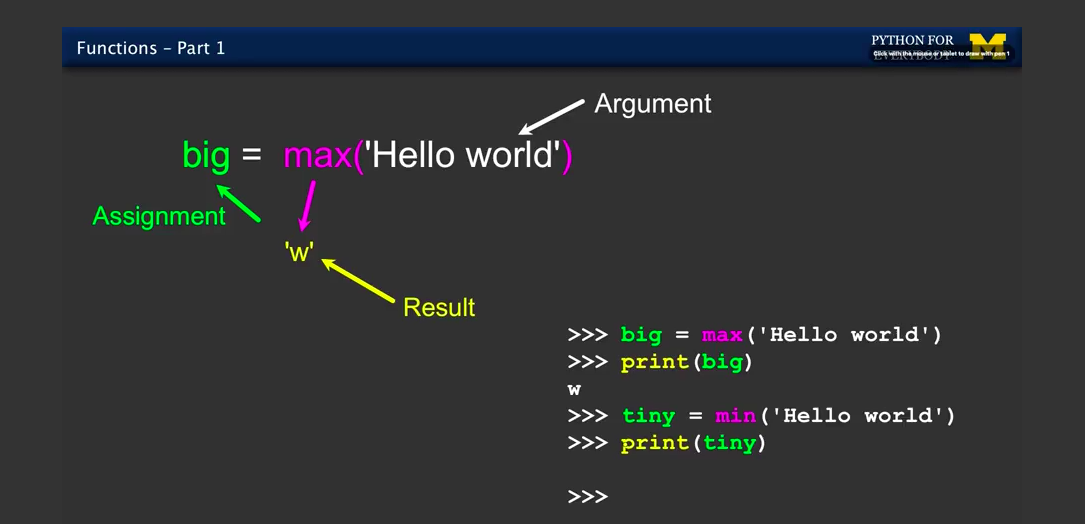 Functions – Part 1
PYTHON FOR
EVERYBODY
Click with the mouse or tablet to draw with pen 1
Argument
big = max('Hello world')
Assignment
'w'
Result
>>> big = max('Hello world')
>>> print(big)
w
>>> tiny = min('Hello world')
>>> print(tiny)
>>>